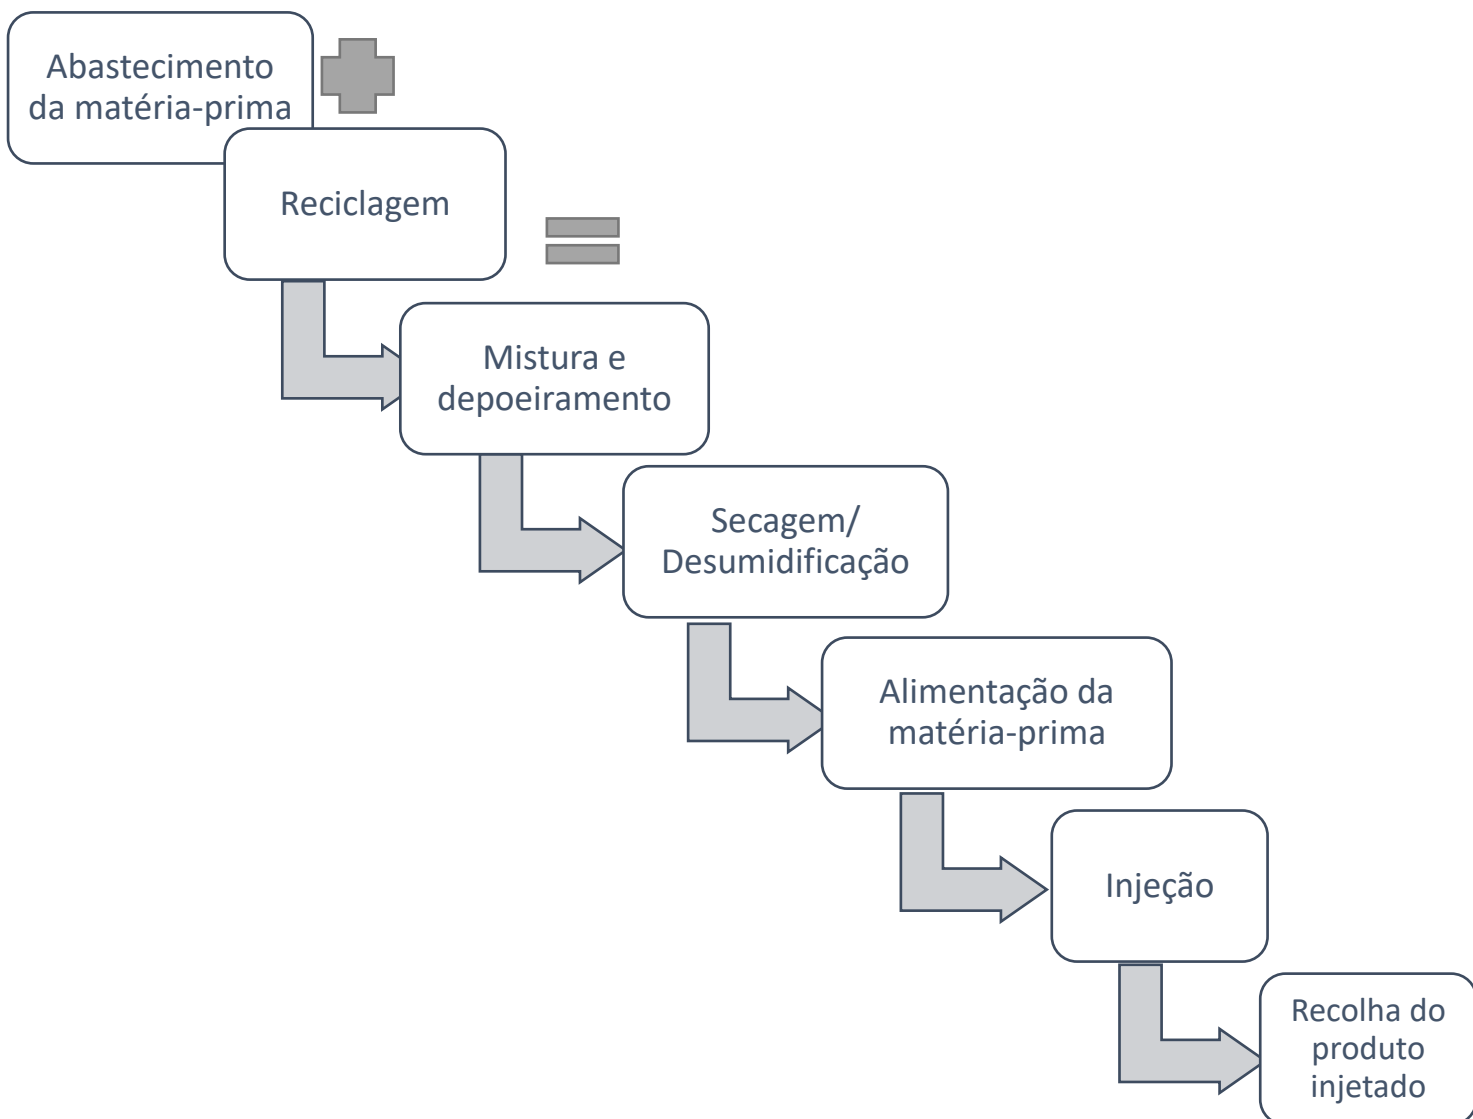 Abastecimento
da matéria-prima
Reciclagem
Mistura e
depoeiramento
Secagem/
Desumidificação
Alimentação da
matéria-prima
Injeção
Recolha do
produto
injetado